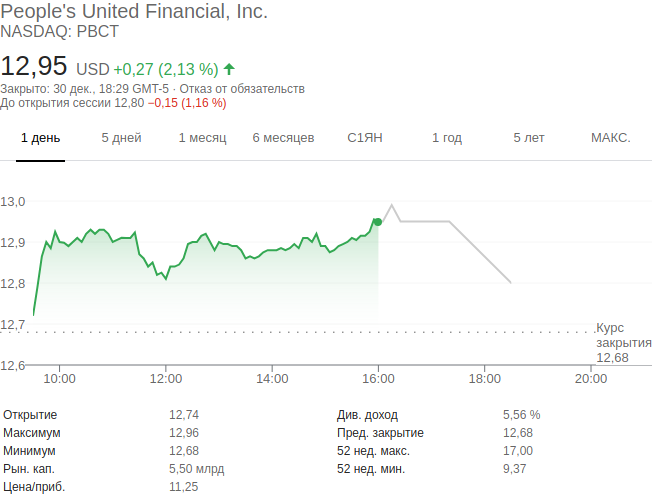 People's United Financial, Inc.
NASDAQ: PBCT
12,95 USD +0,27 (2,13 %)
Закрыто: 30 дек., 18:29 GMT-5 · Отказ от обязательств
До открытия сессии 12,80 −0,15 (1,16 %)
1 день 5 дней 1 месяц 6 месяцев С1ЯН 1 год 5 лет МАКС.
13,0
12,9
12,8
12,7
Курс
закрытия
12,68
12,6
10:00 12:00 14:00 16:00 18:00 20:00
Открытие 12,74 Див. доход 5,56 %
Максимум 12,96 Пред. закрытие 12,68
Минимум 12,68 52 нед. макс. 17,00
Рын. кап. 5,50 млрд 52 нед. мин. 9,37
Цена/приб. 11,25